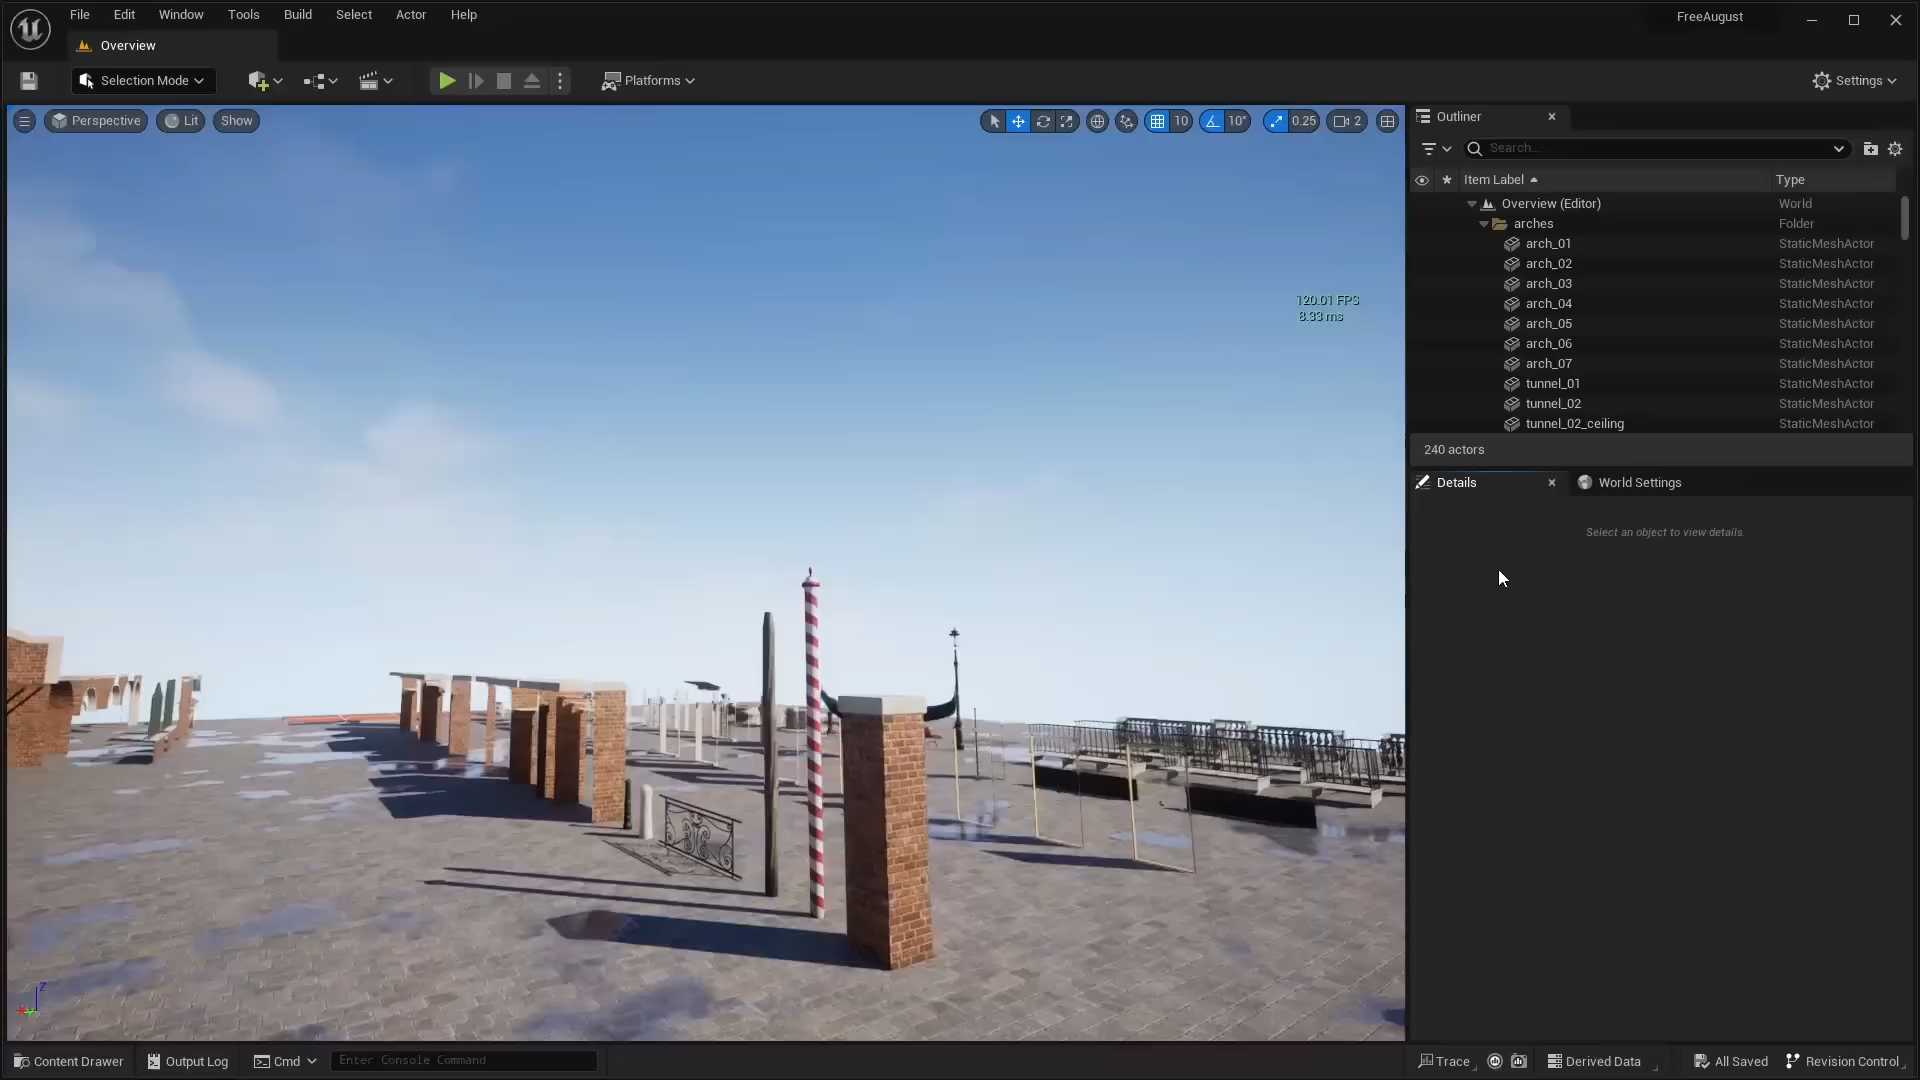 File Edit Window Tools Build Select Actor Help
FreeAugust
Overview
Selection Mode
Platforms
Settings
Perspective
Lit
Show
10
10°
0.25
2
120.01 FPS
8.33 ms
Outliner
Search...
Item Label
Type
Overview (Editor) World
arches Folder
arch_01 StaticMeshActor
arch_02 StaticMeshActor
arch_03 StaticMeshActor
arch_04 StaticMeshActor
arch_05 StaticMeshActor
arch_06 StaticMeshActor
arch_07 StaticMeshActor
tunnel_01 StaticMeshActor
tunnel_02 StaticMeshActor
tunnel_02_ceiling StaticMeshActor
240 actors
Details
World Settings
Select an object to view details
Z
Content Drawer
Output Log
Cmd
Enter Console Command
Trace
Derived Data
All Saved
Revision Control